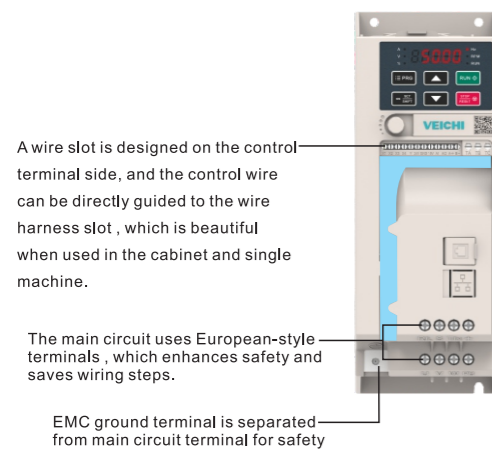 85000
PRG
RUN
VEICHI
A wire slot is designed on the control
terminal side, and the control wire
can be directly guided to the wire
harness slot , which is beautiful
when used in the cabinet and single
machine.
The main circuit uses European-style
terminals , which enhances safety and
saves wiring steps.
EMC ground terminal is separated
from main circuit terminal for safety